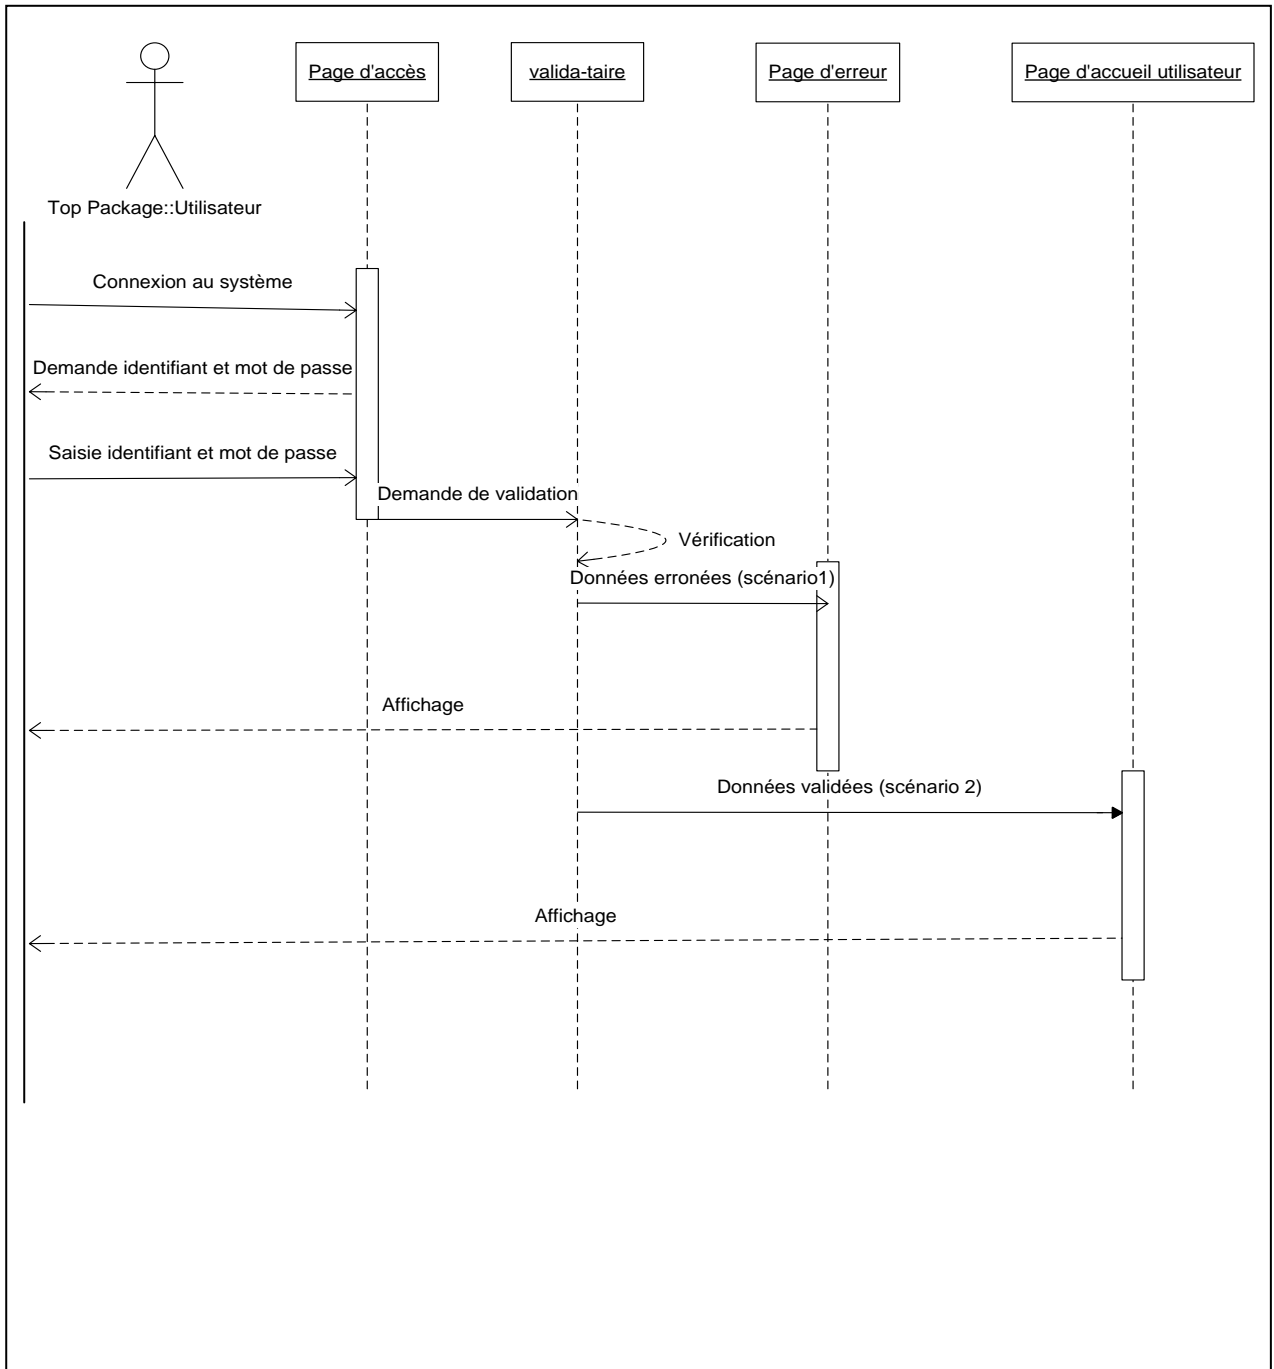 Page d'accès
valida-taire
Page d'erreur
Page d'accueil utilisateur
Top Package::Utilisateur
Connexion au système
Demande identifiant et mot de passe
Saisie identifiant et mot de passe
Demande de validation
Vérification
Données erronées (scénario1)
Affichage
Données validées (scénario 2)
Affichage